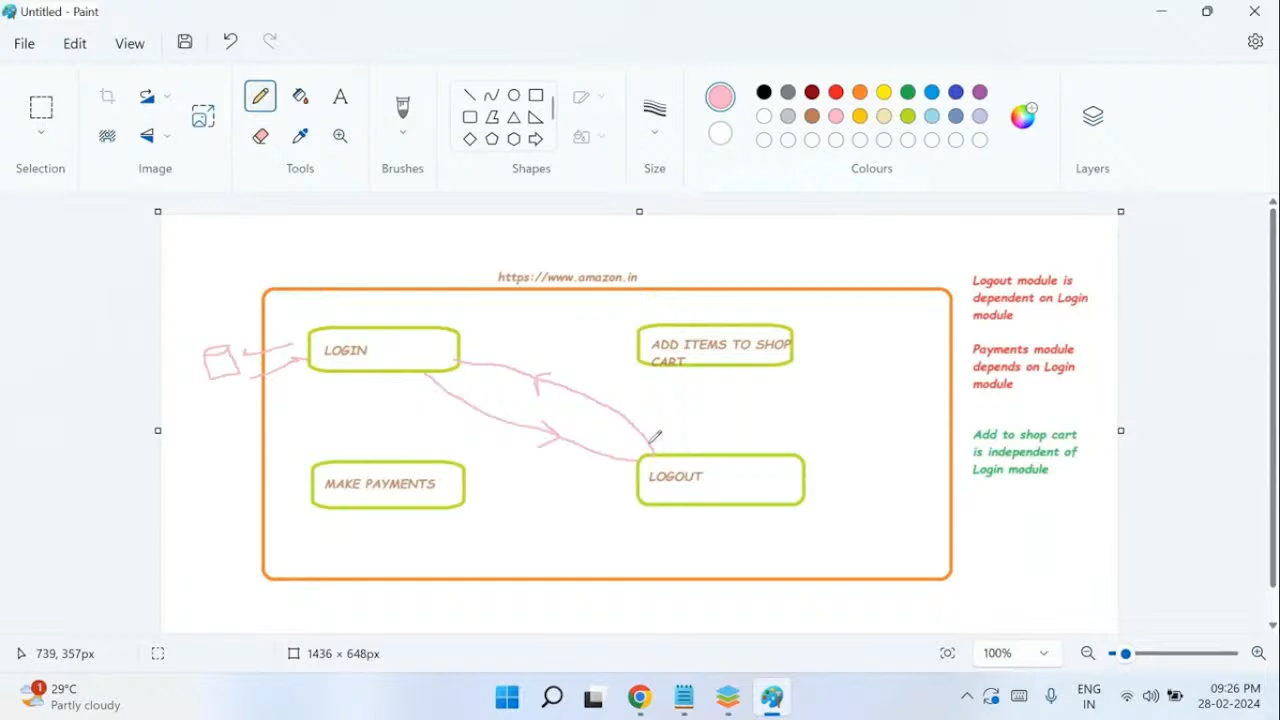 Untitled - Paint
File Edit View
Selection Image Tools Brushes Shapes Size Colours Layers
https://www.amazon.in
LOGIN
ADD ITEMS TO SHOP
CART
MAKE PAYMENTS
LOGOUT
Logout module is
dependent on Login
module
Payments module
depends on Login
module
Add to shop cart
is independent of
Login module
739, 357px
1436 × 648px
100%
1
29°C
Partly cloudy
ENG
IN
09:26 PM
28-02-2024